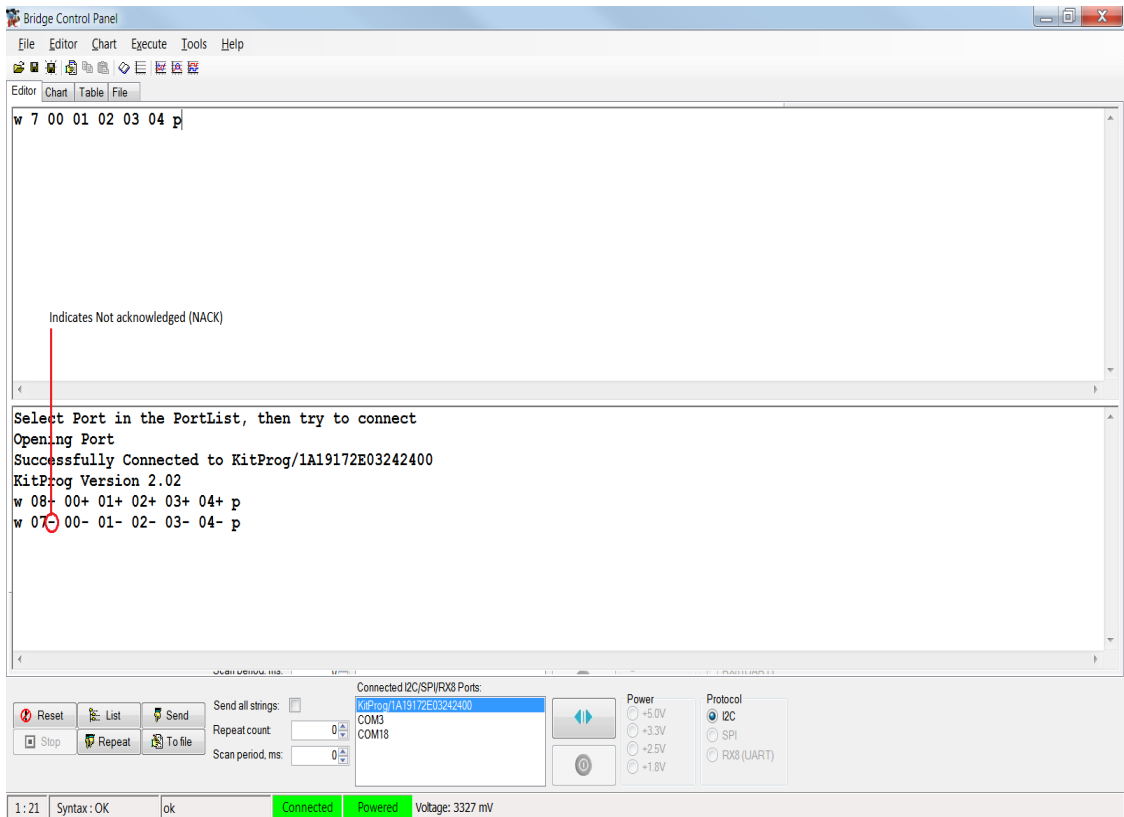 Bridge Control Panel
File Editor Chart Execute Tools Help
Editor Chart Table File
w 7 00 01 02 03 04 p
Indicates Not acknowledged (NACK)
Select Port in the PortList, then try to connect
Opening Port
Successfully Connected to KitProg/1A19172E03242400
KitProg Version 2.02
w 08+ 00+ 01+ 02+ 03+ 04+ p
w 07- 00- 01- 02- 03- 04- p
Connected I2C/SPI/RX8 Ports:
Reset List Send
Stop Repeat To file
Send all strings:
Repeat count: 0
Scan period, ms: 0
KitProg/1A19172E03242400
COM3
COM18
Power
+5.0V
+3.3V
+2.5V
+1.8V
Protocol
I2C
SPI
RX8 (UART)
1 : 21 Syntax : OK ok Connected Powered Voltage: 3327 mV